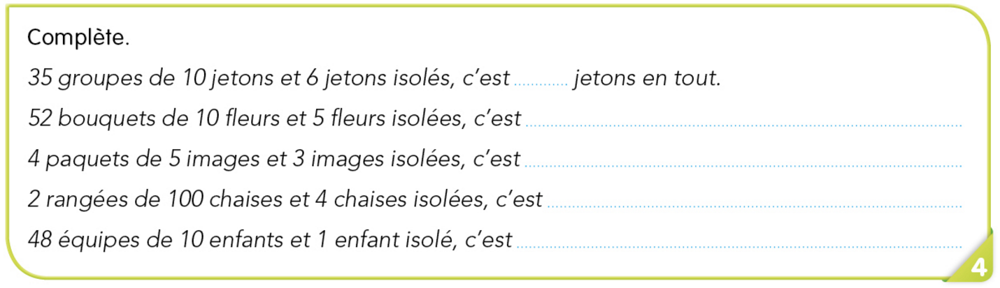 Complète.
35 groupes de 10 jetons et 6 jetons isolés, c'est ............ jetons en tout.
52 bouquets de 10 fleurs et 5 fleurs isolées, c'est
4 paquets de 5 images et 3 images isolées, c'est
2 rangées de 100 chaises et 4 chaises isolées, c'est
48 équipes de 10 enfants et 1 enfant isolé, c'est
4